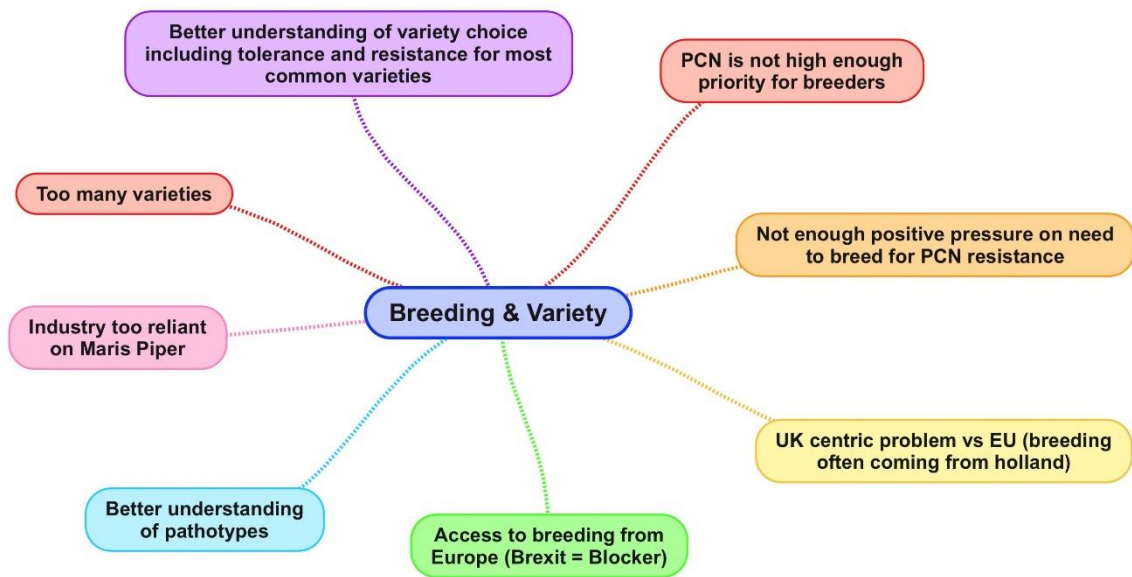 Better understanding of variety choice
including tolerance and resistance for most
common varieties
PCN is not high enough
priority for breeders
Too many varieties
Not enough positive pressure on need
to breed for PCN resistance
Breeding & Variety
Industry too reliant
on Maris Piper
UK centric problem vs EU (breeding
often coming from holland)
Better understanding
of pathotypes
Access to breeding from
Europe (Brexit = Blocker)